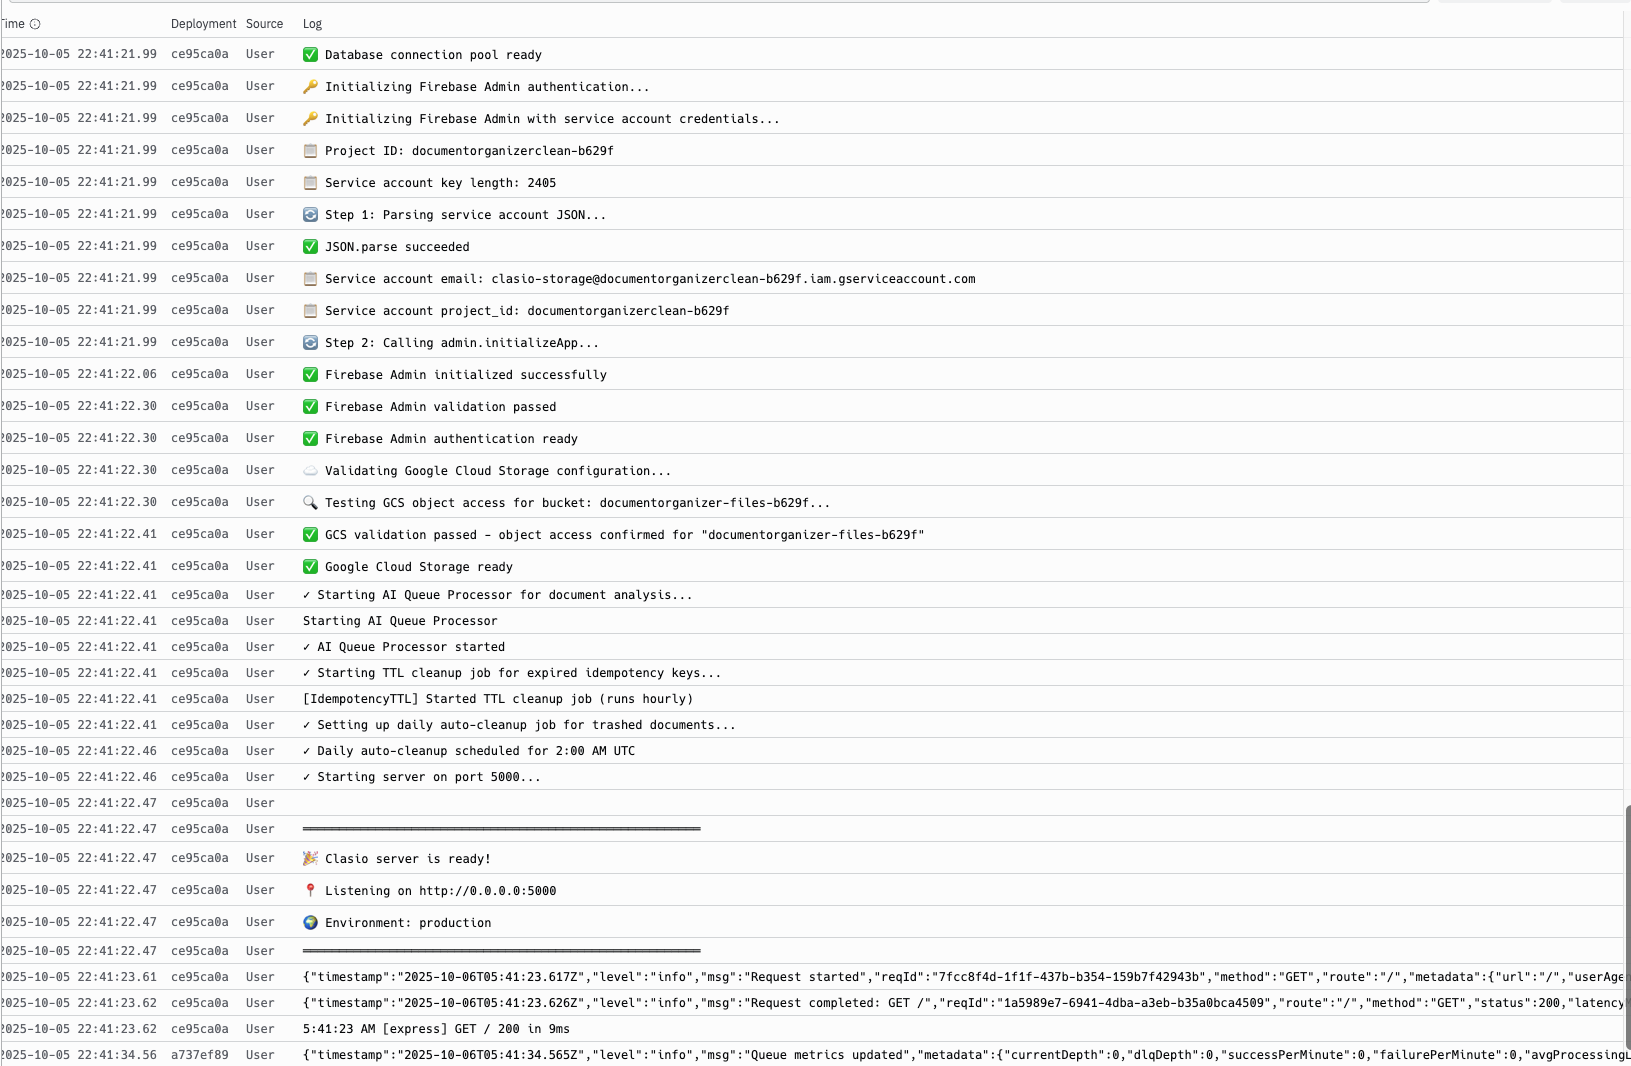 Time Deployment Source Log
2025-10-05 22:41:21.99 ce95ca0a User ✅ Database connection pool ready
2025-10-05 22:41:21.99 ce95ca0a User 🔑 Initializing Firebase Admin authentication...
2025-10-05 22:41:21.99 ce95ca0a User 🔑 Initializing Firebase Admin with service account credentials...
2025-10-05 22:41:21.99 ce95ca0a User 📋 Project ID: documentorganizerclean-b629f
2025-10-05 22:41:21.99 ce95ca0a User 📋 Service account key length: 2405
2025-10-05 22:41:21.99 ce95ca0a User 🔄 Step 1: Parsing service account JSON...
2025-10-05 22:41:21.99 ce95ca0a User ✅ JSON.parse succeeded
2025-10-05 22:41:21.99 ce95ca0a User 📋 Service account email: clasio-storage@documentorganizerclean-b629f.iam.gserviceaccount.com
2025-10-05 22:41:21.99 ce95ca0a User 📋 Service account project_id: documentorganizerclean-b629f
2025-10-05 22:41:21.99 ce95ca0a User 🔄 Step 2: Calling admin.initializeApp...
2025-10-05 22:41:22.06 ce95ca0a User ✅ Firebase Admin initialized successfully
2025-10-05 22:41:22.30 ce95ca0a User ✅ Firebase Admin validation passed
2025-10-05 22:41:22.30 ce95ca0a User ✅ Firebase Admin authentication ready
2025-10-05 22:41:22.30 ce95ca0a User ☁️ Validating Google Cloud Storage configuration...
2025-10-05 22:41:22.30 ce95ca0a User 🔍 Testing GCS object access for bucket: documentorganizer-files-b629f...
2025-10-05 22:41:22.41 ce95ca0a User ✅ GCS validation passed - object access confirmed for "documentorganizer-files-b629f"
2025-10-05 22:41:22.41 ce95ca0a User ✅ Google Cloud Storage ready
2025-10-05 22:41:22.41 ce95ca0a User ✓ Starting AI Queue Processor for document analysis...
2025-10-05 22:41:22.41 ce95ca0a User Starting AI Queue Processor
2025-10-05 22:41:22.41 ce95ca0a User ✓ AI Queue Processor started
2025-10-05 22:41:22.41 ce95ca0a User ✓ Starting TTL cleanup job for expired idempotency keys...
2025-10-05 22:41:22.41 ce95ca0a User [IdempotencyTTL] Started TTL cleanup job (runs hourly)
2025-10-05 22:41:22.41 ce95ca0a User ✓ Setting up daily auto-cleanup job for trashed documents...
2025-10-05 22:41:22.46 ce95ca0a User ✓ Daily auto-cleanup scheduled for 2:00 AM UTC
2025-10-05 22:41:22.46 ce95ca0a User ✓ Starting server on port 5000...
2025-10-05 22:41:22.47 ce95ca0a User
2025-10-05 22:41:22.47 ce95ca0a User ═══════════════════════════════════════════════════════
2025-10-05 22:41:22.47 ce95ca0a User 🎉 Clasio server is ready!
2025-10-05 22:41:22.47 ce95ca0a User 📍 Listening on http://0.0.0.0:5000
2025-10-05 22:41:22.47 ce95ca0a User 🌍 Environment: production
2025-10-05 22:41:22.47 ce95ca0a User ═══════════════════════════════════════════════════════
2025-10-05 22:41:23.61 ce95ca0a User {"timestamp":"2025-10-06T05:41:23.617Z","level":"info","msg":"Request started","reqId":"7fcc8f4d-1f1f-437b-b354-159b7f42943b","method":"GET","route":"/","metadata":{"url":"/","userAgen
2025-10-05 22:41:23.62 ce95ca0a User {"timestamp":"2025-10-06T05:41:23.626Z","level":"info","msg":"Request completed: GET /","reqId":"1a5989e7-6941-4dba-a3eb-b35a0bca4509","route":"/","method":"GET","status":200,"latency
2025-10-05 22:41:23.62 ce95ca0a User 5:41:23 AM [express] GET / 200 in 9ms
2025-10-05 22:41:34.56 a737ef89 User {"timestamp":"2025-10-06T05:41:34.565Z","level":"info","msg":"Queue metrics updated","metadata":{"currentDepth":0,"dlqDepth":0,"successPerMinute":0,"failurePerMinute":0,"avgProcessing